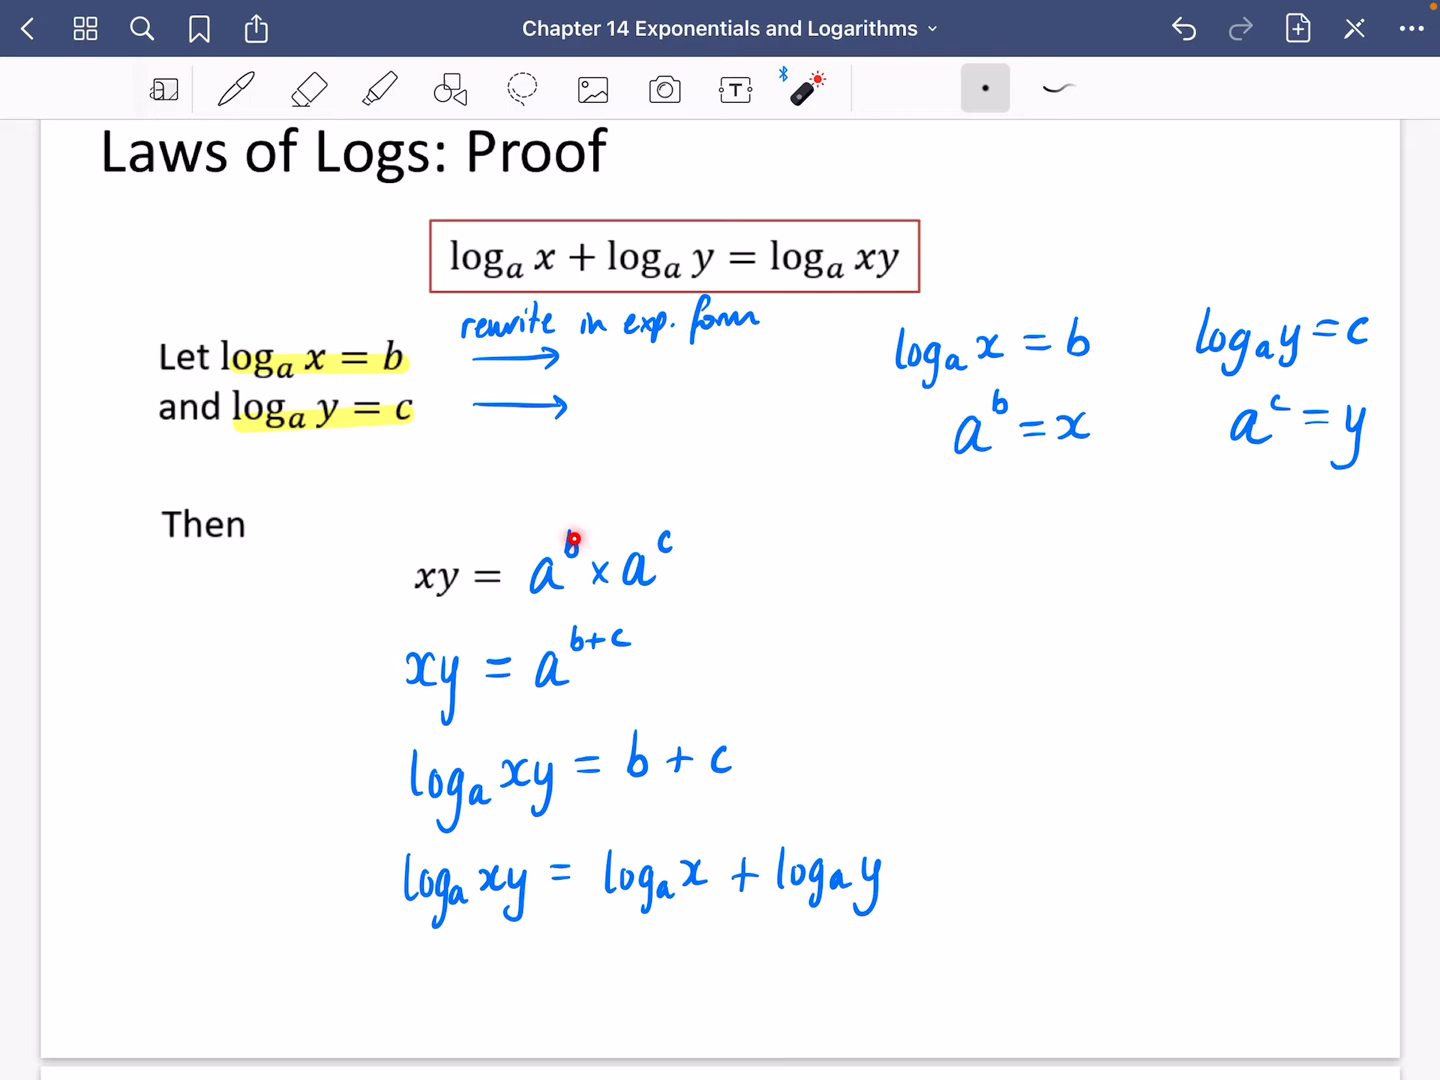 Chapter 14 Exponentials and Logarithms
Laws of Logs: Proof
logₐ x + logₐ y = logₐ xy
rewrite in exp. form
Let logₐ x = b
and logₐ y = c
logₐ x = b
aᵇ = x
logₐ y = c
aᶜ = y
Then
xy = aᵇ × aᶜ
xy = aᵇ⁺ᶜ
logₐ xy = b + c
logₐ xy = logₐ x + logₐ y